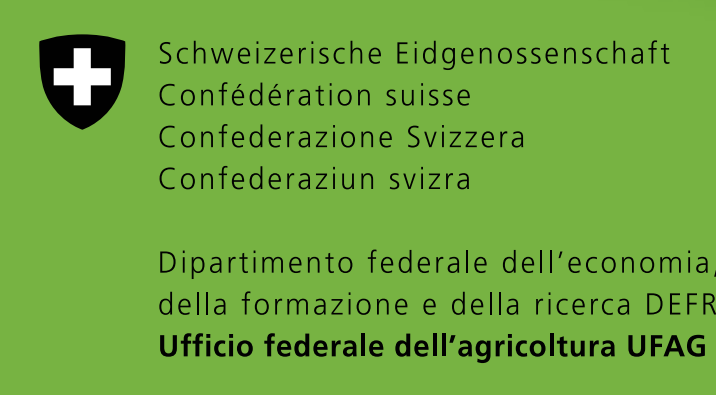 Schweizerische Eidgenossenschaft
Confédération suisse
Confederazione Svizzera
Confederaziun svizra
Dipartimento federale dell’economia,
della formazione e della ricerca DEFR
Ufficio federale dell’agricoltura UFAG